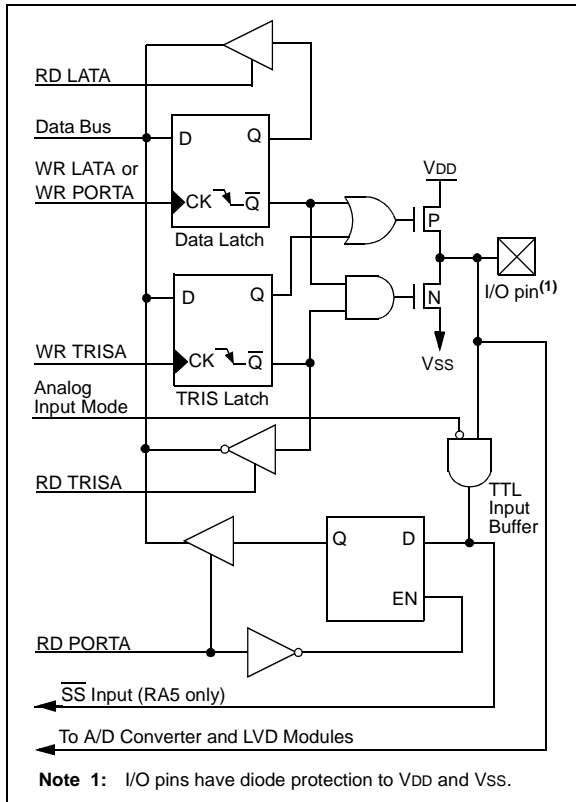 RD LATA
Data Bus
D Q
WR LATA or
WR PORTA
CK Q̅
Data Latch
VDD
P
I/O pin(1)
N
VSS
D Q
WR TRISA
CK Q̅
TRIS Latch
Analog
Input Mode
RD TRISA
TTL
Input
Buffer
Q D
EN
RD PORTA
S̅S̅ Input (RA5 only)
To A/D Converter and LVD Modules
Note 1: I/O pins have diode protection to VDD and VSS.